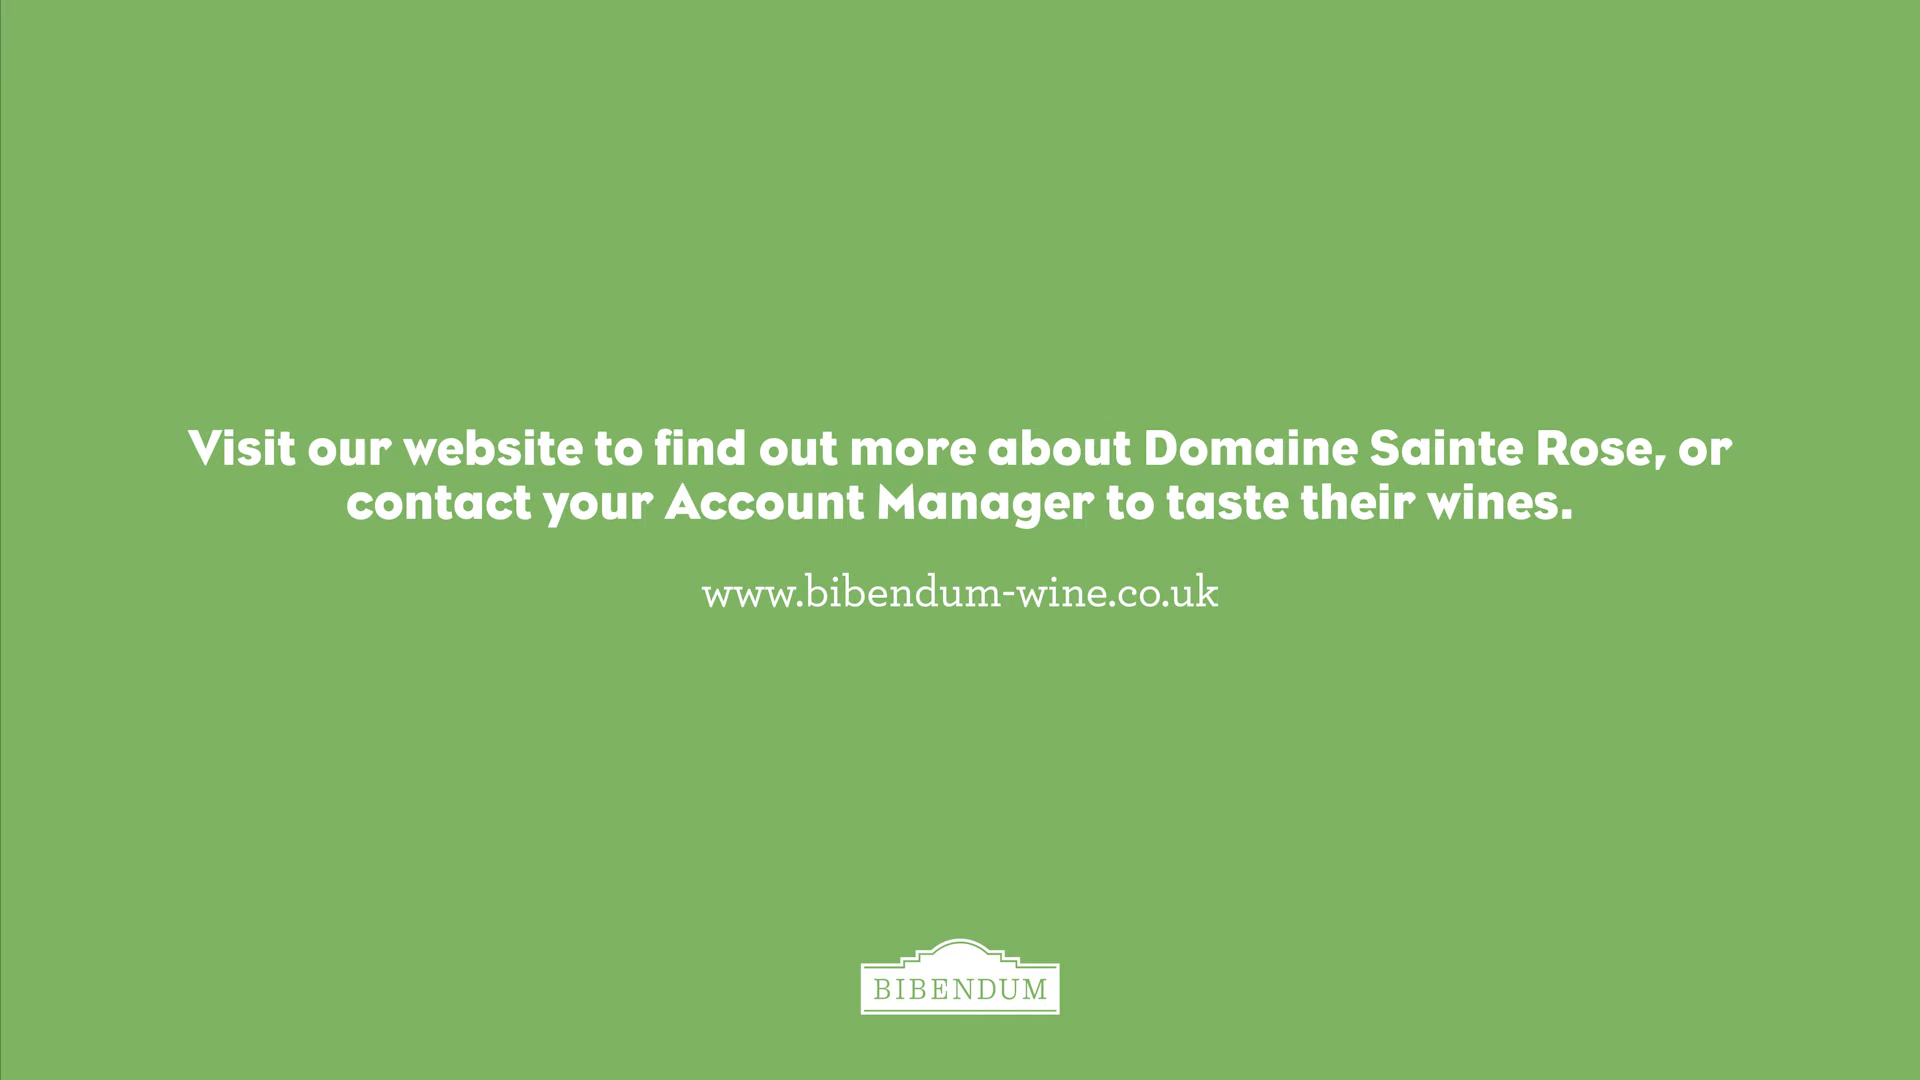 Visit our website to find out more about Domaine Sainte Rose, or
contact your Account Manager to taste their wines.
www.bibendum-wine.co.uk
BIBENDUM